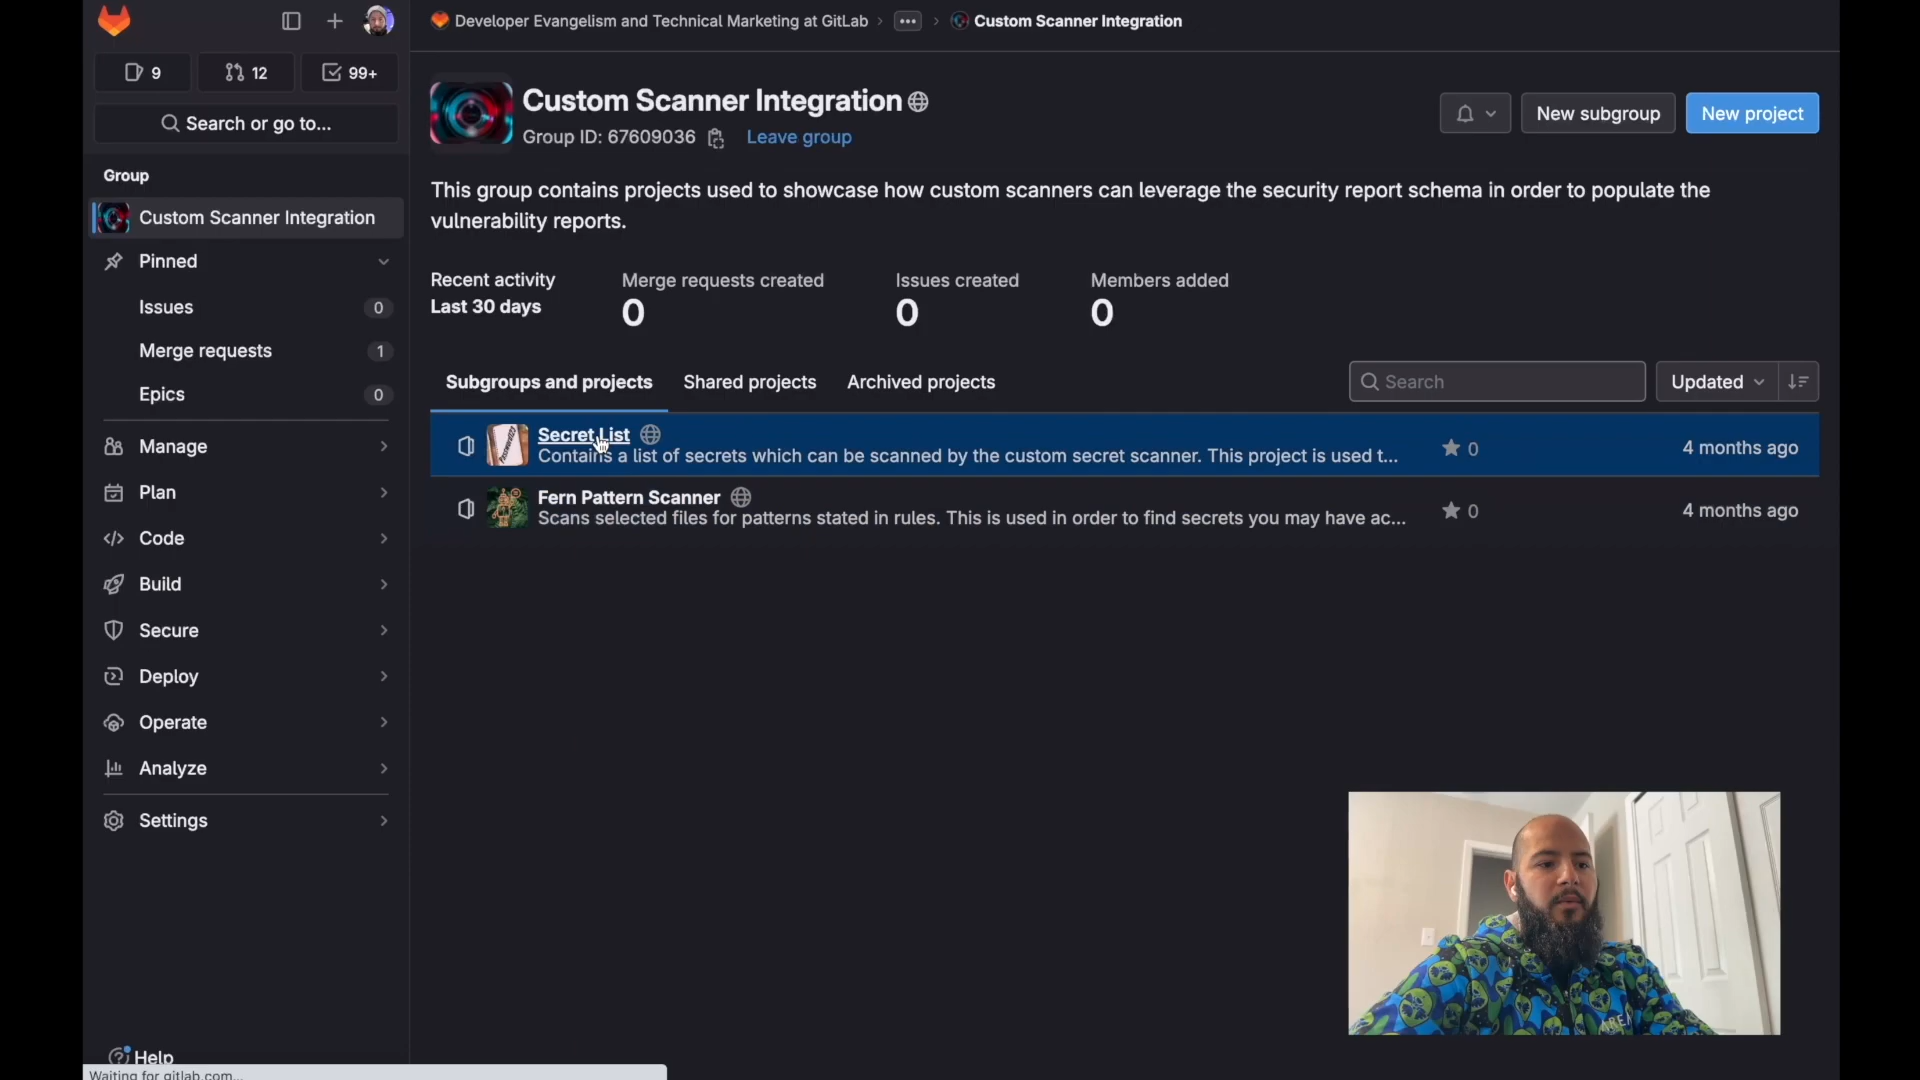 Developer Evangelism and Technical Marketing at GitLab
Custom Scanner Integration
9
12
99+
Search or go to...
Group
Custom Scanner Integration
Pinned
Issues 0
Merge requests 1
Epics 0
Manage
Plan
Code
Build
Secure
Deploy
Operate
Analyze
Settings
Help
Waiting for gitlab.com...
Custom Scanner Integration
Group ID: 67609036
Leave group
New subgroup
New project
This group contains projects used to showcase how custom scanners can leverage the security report schema in order to populate the
vulnerability reports.
Recent activity
Last 30 days
Merge requests created
0
Issues created
0
Members added
0
Subgroups and projects
Shared projects
Archived projects
Search
Updated
Secret List
Contains a list of secrets which can be scanned by the custom secret scanner. This project is used t...
0
4 months ago
Fern Pattern Scanner
Scans selected files for patterns stated in rules. This is used in order to find secrets you may have ac...
0
4 months ago